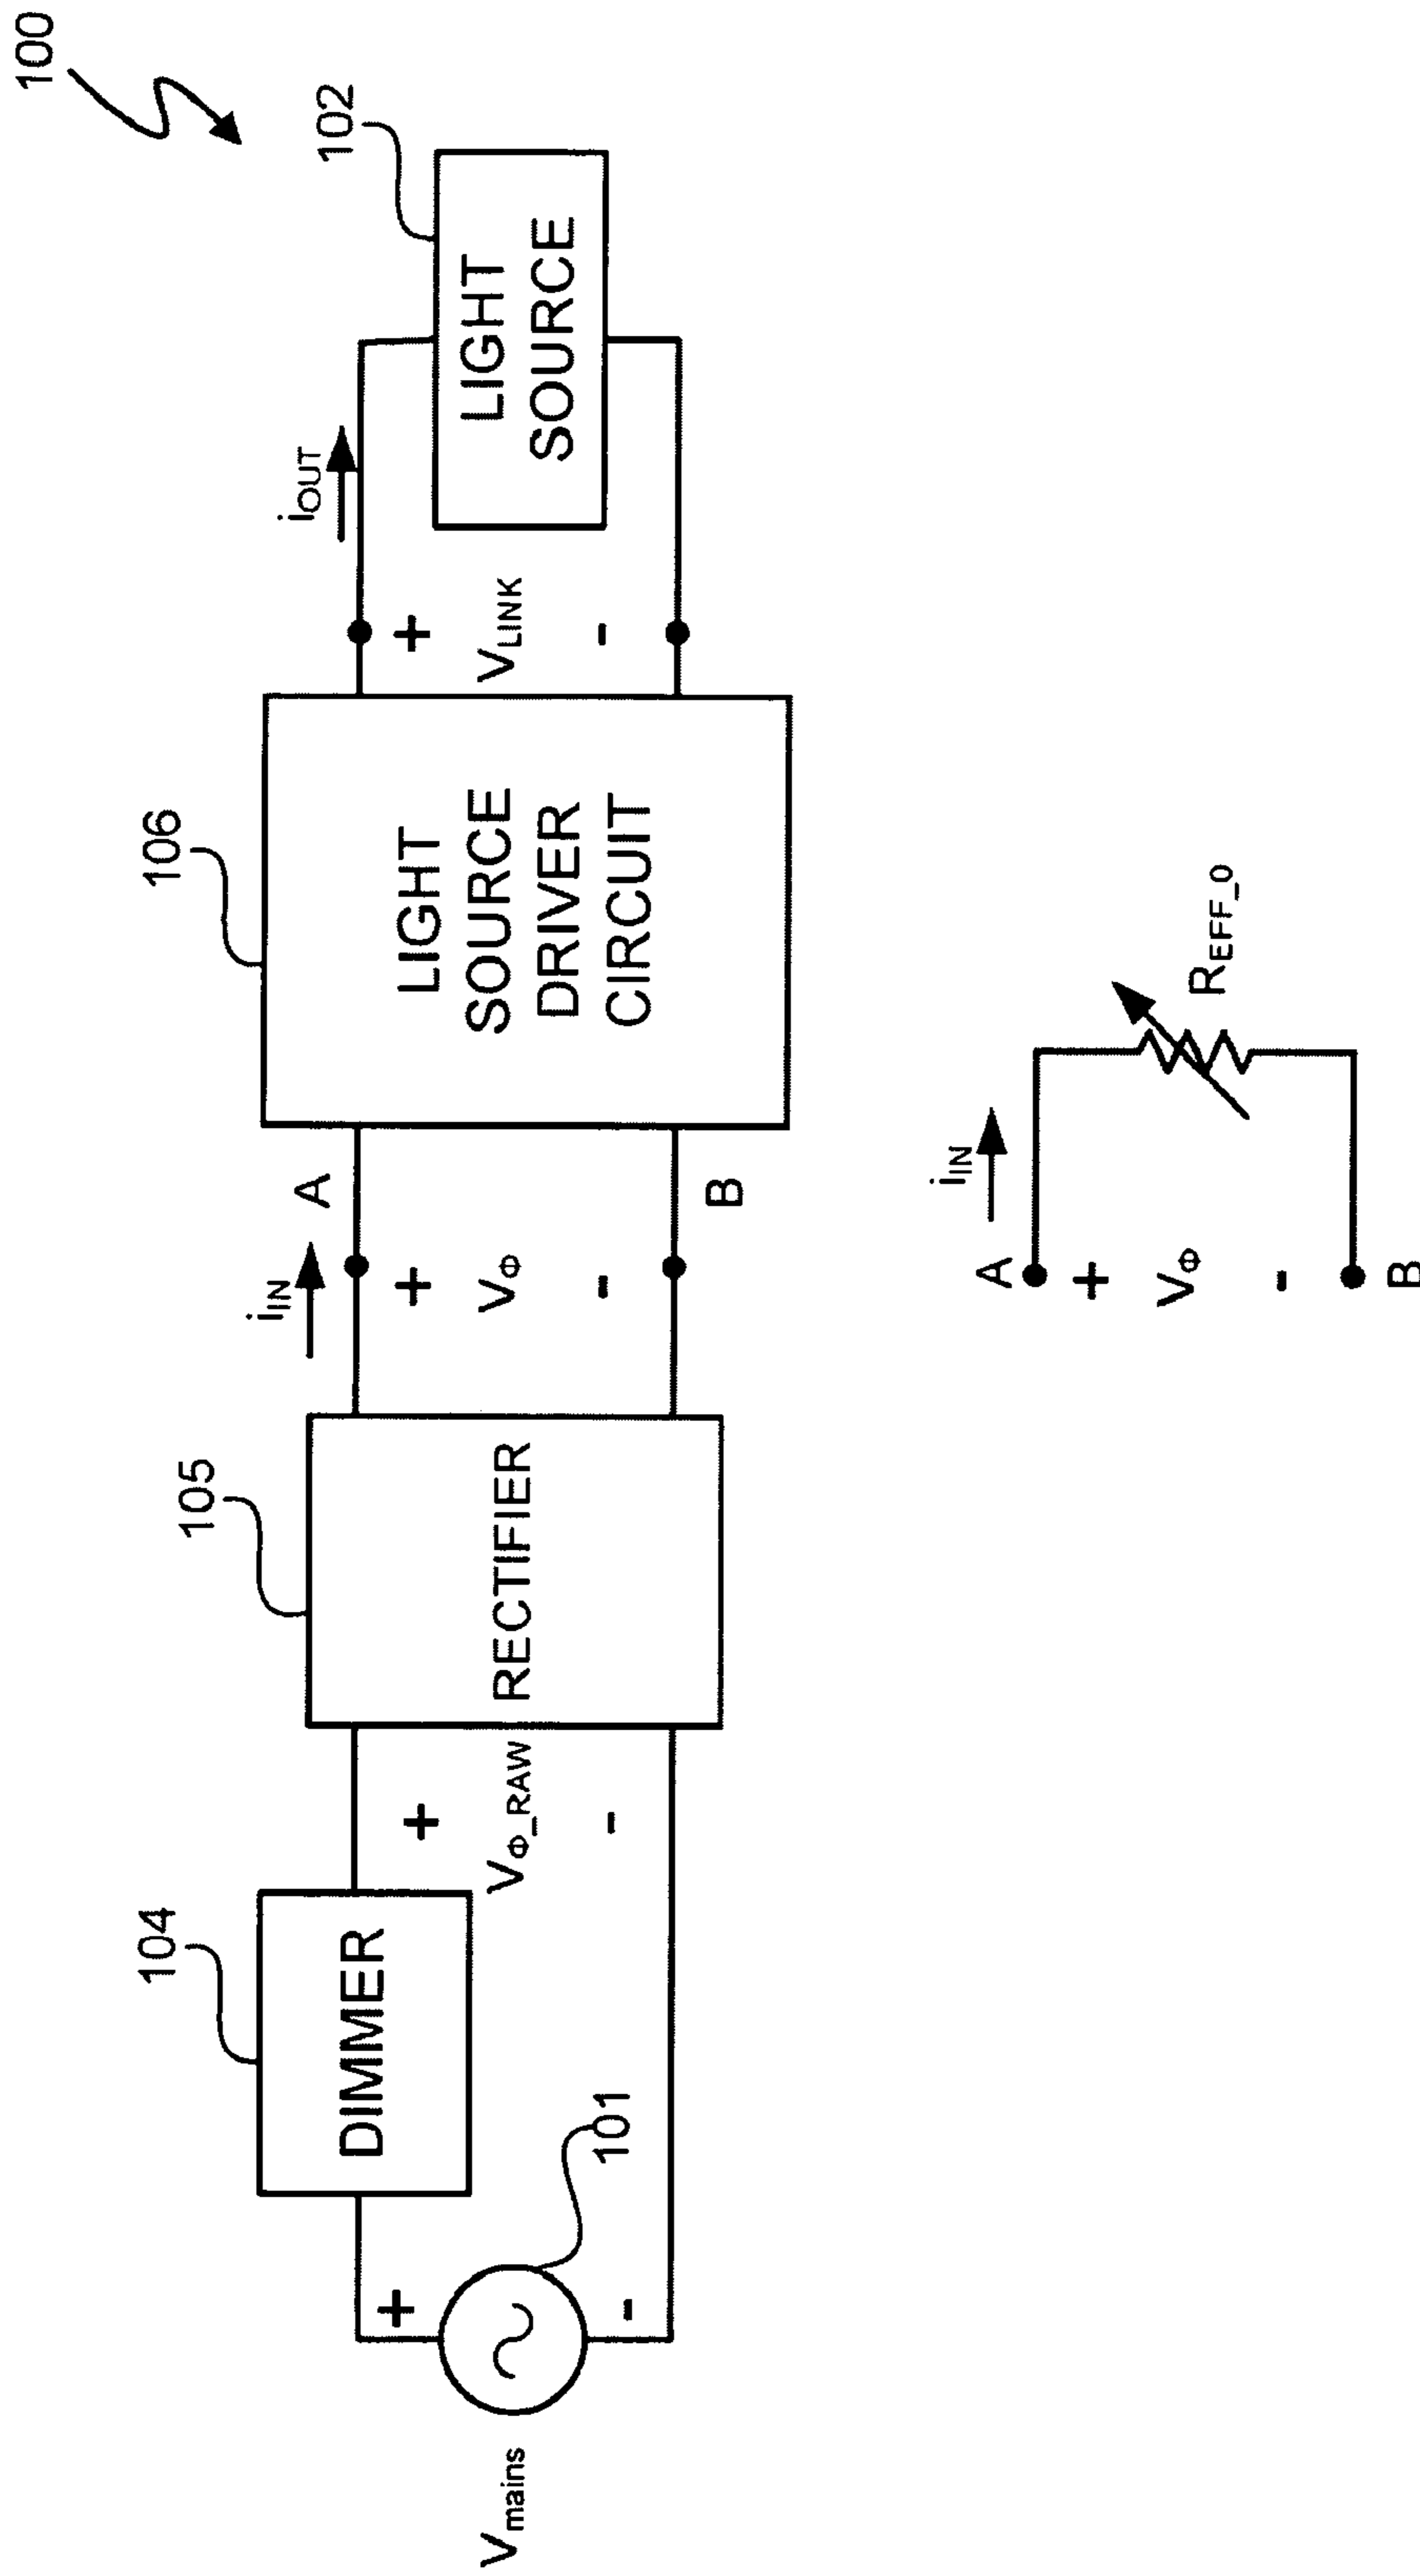 100
102
LIGHT
SOURCE
iOUT
+
VLINK
-
106
LIGHT
SOURCE
DRIVER
CIRCUIT
A
B
iIN
+
VΦ
-
105
RECTIFIER
+
VΦ_RAW
-
104
DIMMER
101
+
-
Vmains
iIN
A
+
VΦ
-
B
REFF_0